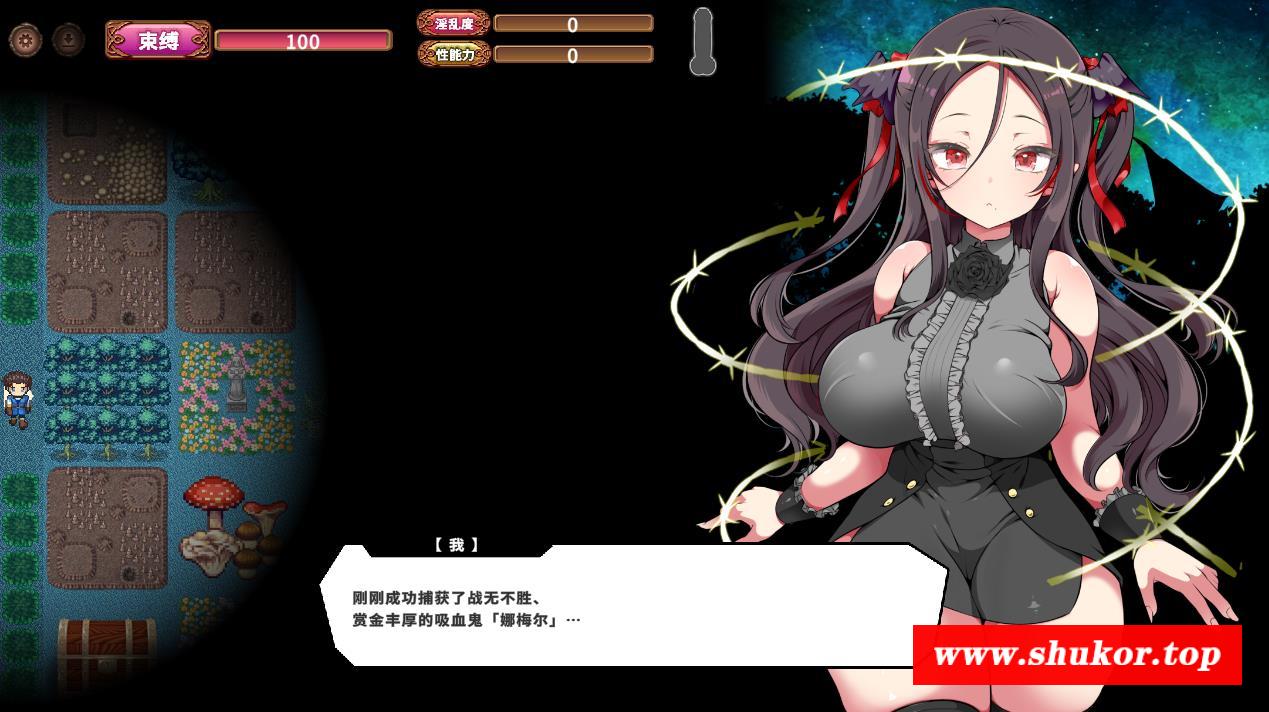 束缚
100
淫乱度
0
性能力
0
【 我 】
刚刚成功捕获了战无不胜、
赏金丰厚的吸血鬼「娜梅尔」…
www.shukor.top